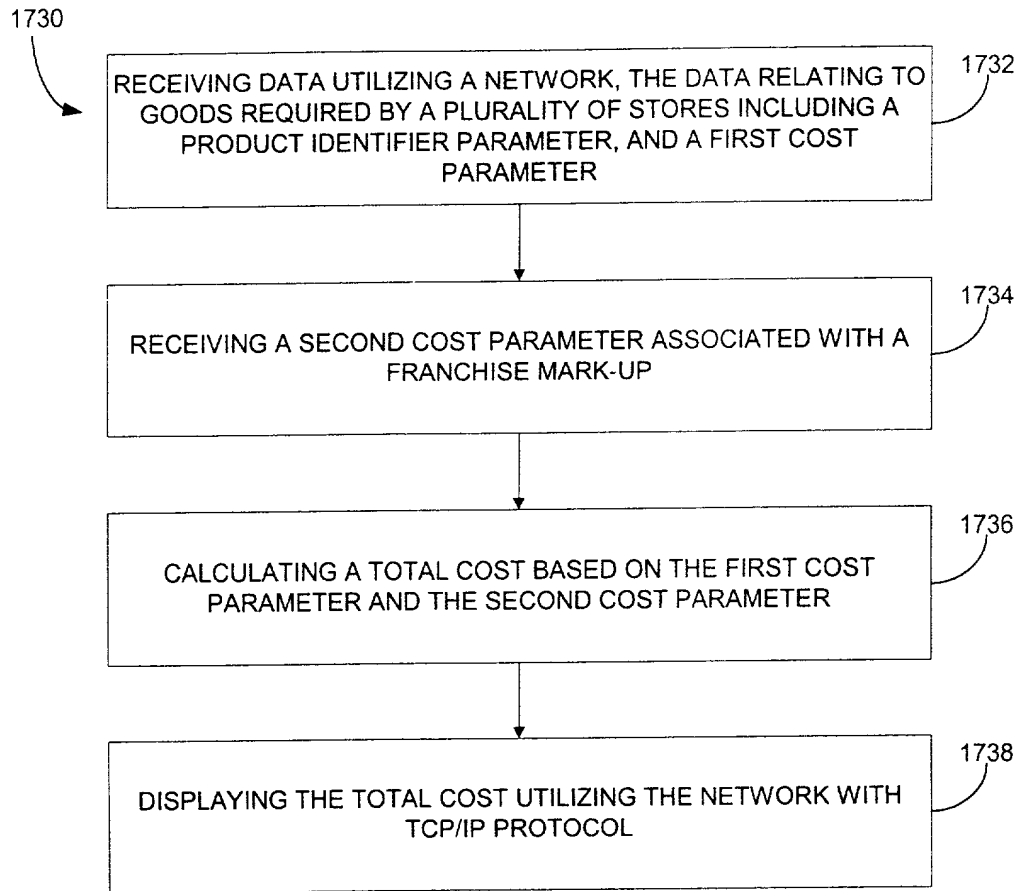 1730
1732
RECEIVING DATA UTILIZING A NETWORK, THE DATA RELATING TO
GOODS REQUIRED BY A PLURALITY OF STORES INCLUDING A
PRODUCT IDENTIFIER PARAMETER, AND A FIRST COST
PARAMETER
1734
RECEIVING A SECOND COST PARAMETER ASSOCIATED WITH A
FRANCHISE MARK-UP
1736
CALCULATING A TOTAL COST BASED ON THE FIRST COST
PARAMETER AND THE SECOND COST PARAMETER
1738
DISPLAYING THE TOTAL COST UTILIZING THE NETWORK WITH
TCP/IP PROTOCOL